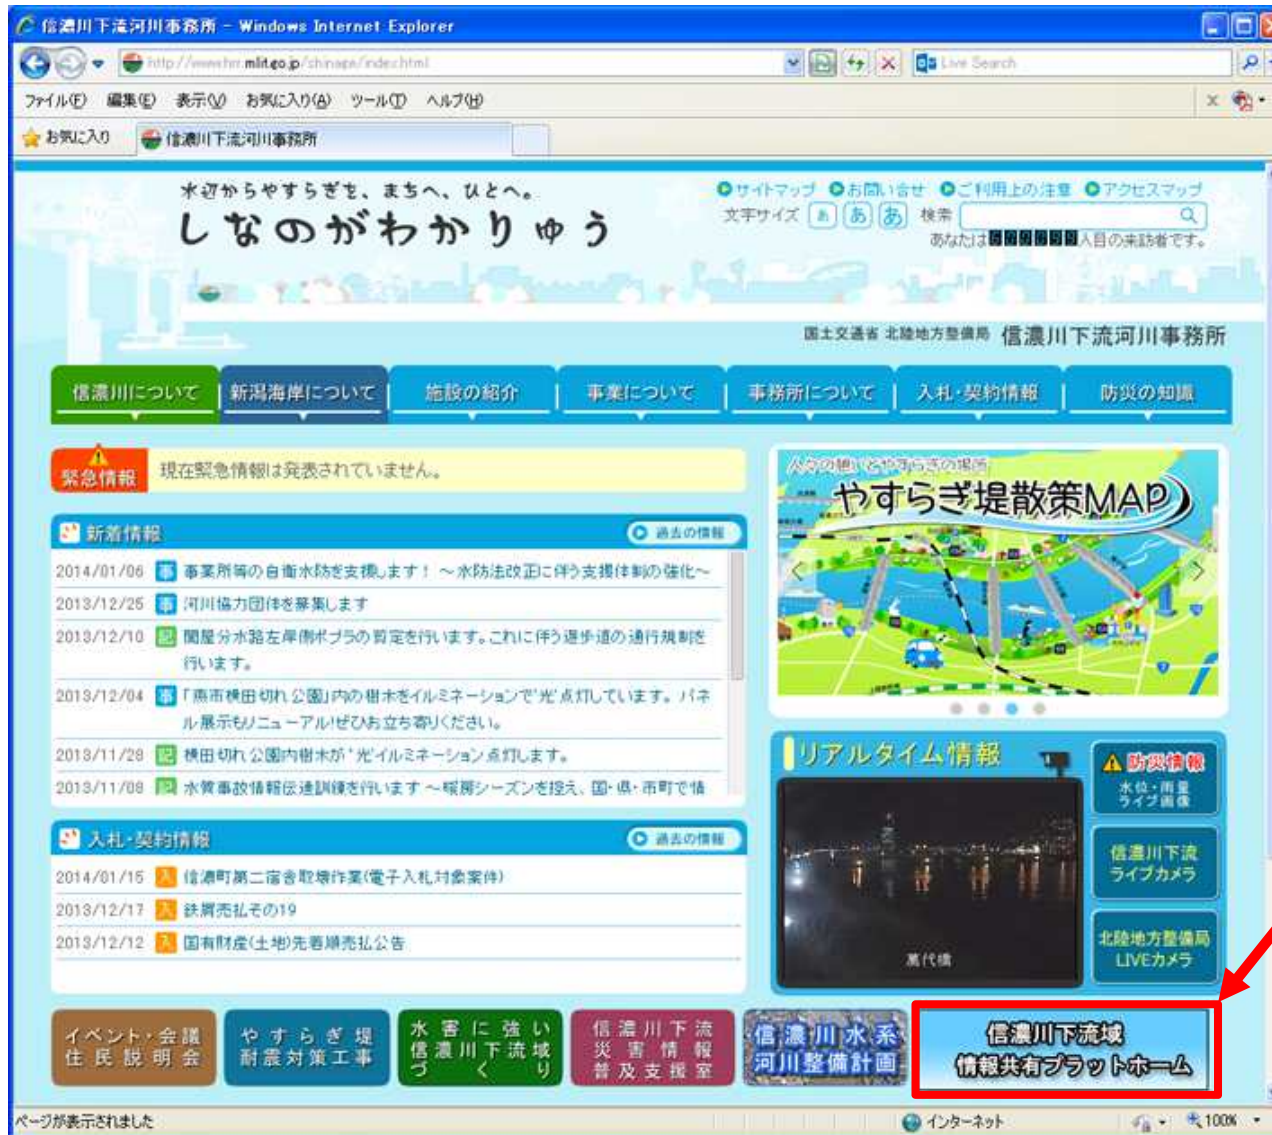 信濃川下流河川事務所 - Windows Internet Explorer
Live Search
ファイル(F) 編集(E) 表示(V) お気に入り(A) ツール(T) ヘルプ(H)
お気に入り 信濃川下流河川事務所
水辺からやすらぎを、まちへ、ひとへ。
しなのがわかりゅう
サイトマップ お問い合せ ご利用上の注意 アクセスマップ
文字サイズ あ あ あ 検索
あなたは 人目の来訪者です。
国土交通省 北陸地方整備局 信濃川下流河川事務所
信濃川について 新潟海岸について 施設の紹介 事業について 事務所について 入札・契約情報 防災の知識
緊急情報 現在緊急情報は発表されていません。
新着情報 過去の情報
2014/01/06 事 事業所等の自衛水防を支援します! ～水防法改正に伴う支援体制の強化～
2013/12/25 事 河川協力団体を募集します
2013/12/10 記 関屋分水路左岸側ポプラの剪定を行います。これに伴う遊歩道の通行規制を
行います。
2013/12/04 事 「燕市横田切れ公園」内の樹木をイルミネーションで'光'点灯しています。パネ
ル展示もリニューアル!ぜひお立ち寄りください。
2013/11/28 記 横田切れ公園内樹木が'光'イルミネーション点灯します。
2013/11/08 記 水質事故情報伝達訓練を行います ～暖房シーズンを控え、国・県・市町で情
入札・契約情報 過去の情報
2014/01/15 入 信濃町第二宿舎取壊作業(電子入札対象案件)
2013/12/17 入 鉄屑売払その19
2013/12/12 入 国有財産(土地)先着順売払公告
人々の憩いとやすらぎの場所
やすらぎ堤散策MAP
リアルタイム情報
萬代橋
防災情報
水位・雨量
ライブ画像
信濃川下流
ライブカメラ
北陸地方整備局
LIVEカメラ
イベント・会議
住民説明会
やすらぎ堤
耐震対策工事
水害に強い
信濃川下流域
づくり
信濃川下流
災害情報
普及支援室
信濃川水系
河川整備計画
信濃川下流域
情報共有プラットホーム
ページが表示されました インターネット 100%